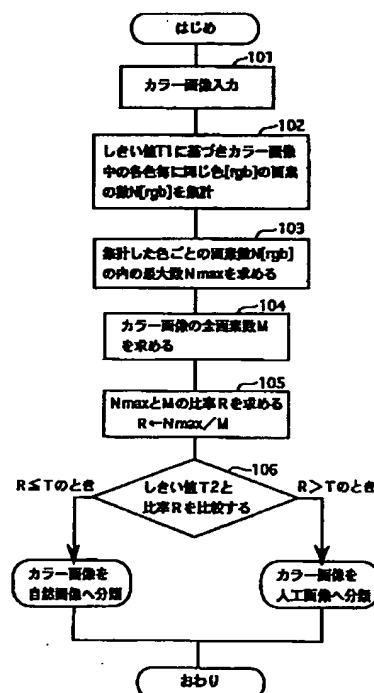 はじめ
101
カラー画像入力
102
しきい値T1に基づきカラー画像
中の各色毎に同じ色[rgb]の画素
の数N[rgb]を集計
103
集計した色ごとの画素数N[rgb]
の内の最大数Nmaxを求める
104
カラー画像の全画素数M
を求める
105
NmaxとMの比率Rを求める
R←Nmax／M
106
R≦Tのとき
しきい値T2と
比率Rを比較する
R＞Tのとき
カラー画像を
自然画像へ分類
カラー画像を
人工画像へ分類
おわり